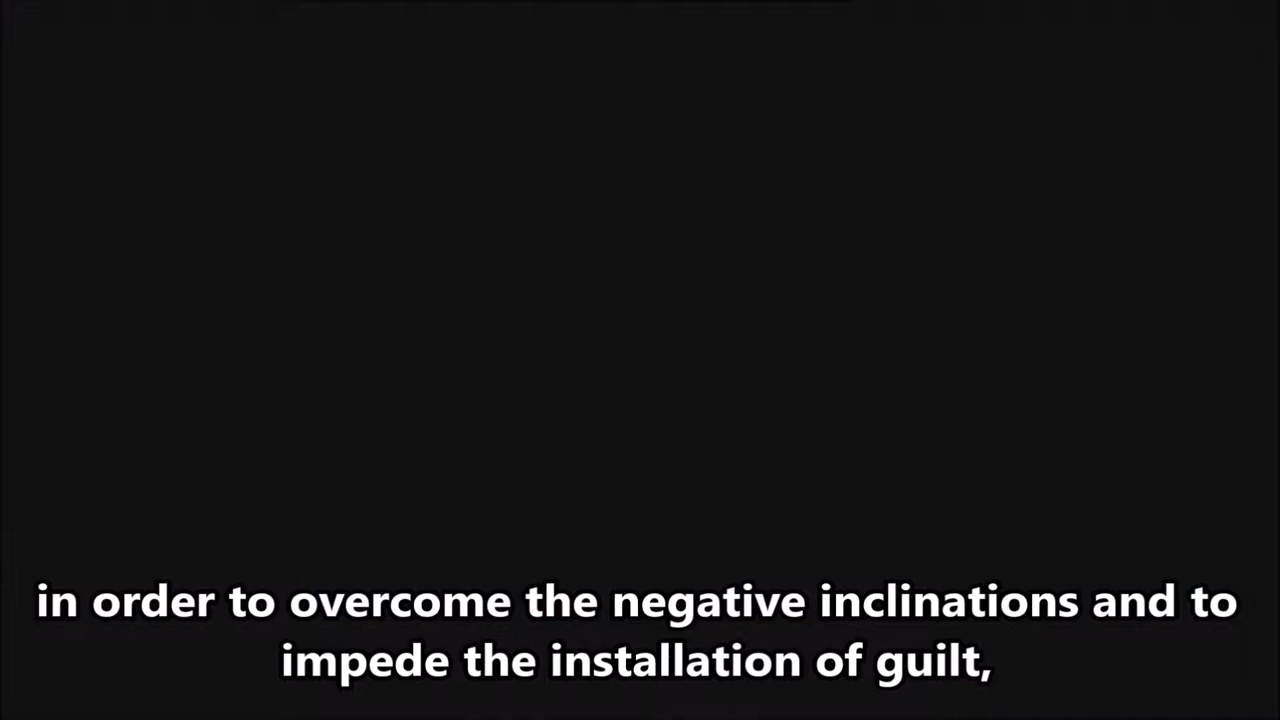 in order to overcome the negative inclinations and to
impede the installation of guilt,